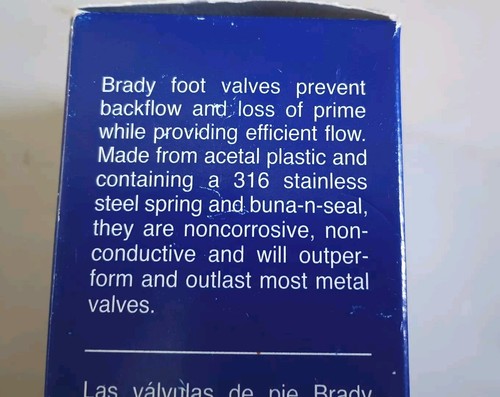 Brady foot valves prevent
backflow and loss of prime
while providing efficient flow.
Made from acetal plastic and
containing a 316 stainless
steel spring and buna-n-seal,
they are noncorrosive, non-
conductive and will outper-
form and outlast most metal
valves.
Las válvulas de pie Brady